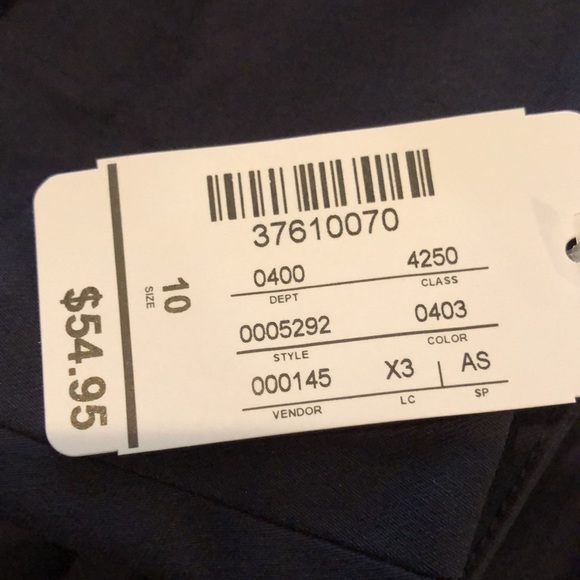 37610070
0400 4250
DEPT CLASS
0005292 0403
STYLE COLOR
000145 X3 AS
VENDOR LC SP
10
SIZE
$54.95